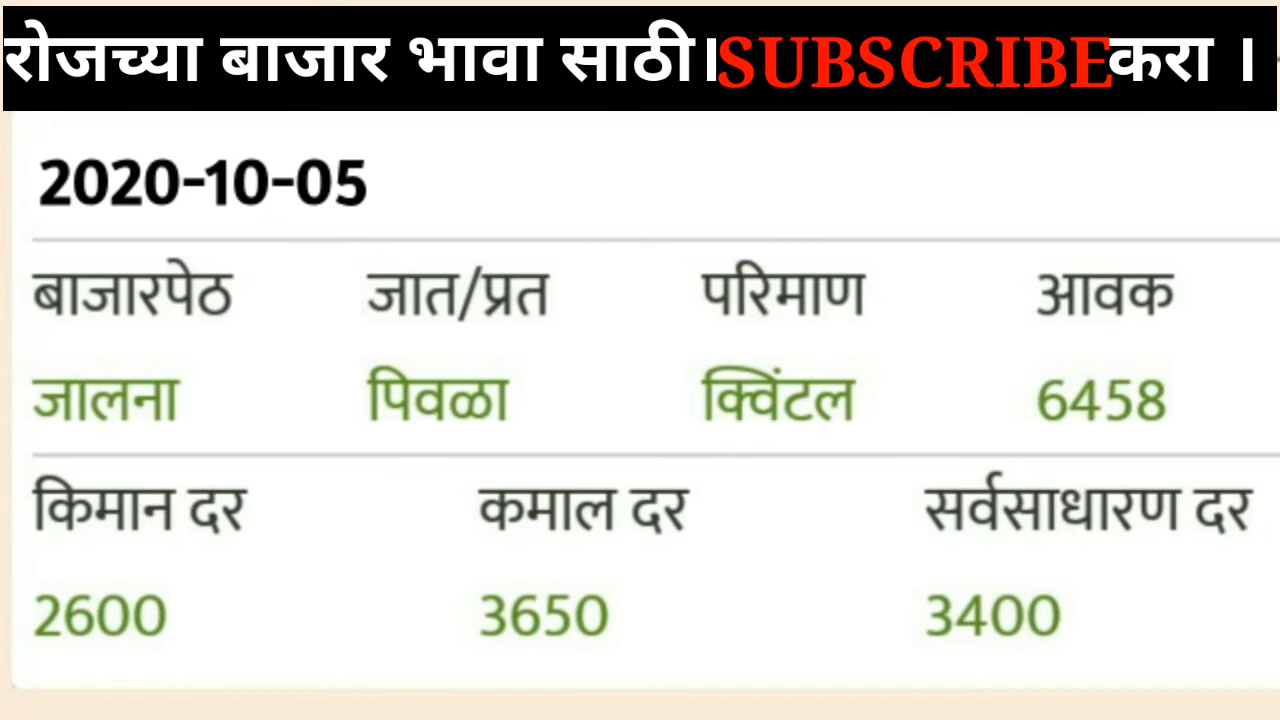 रोजच्या बाजार भावा साठी।SUBSCRIBEकरा ।
2020-10-05
बाजारपेठ जात/प्रत परिमाण आवक
जालना पिवळा क्विंटल 6458
किमान दर कमाल दर सर्वसाधारण दर
2600 3650 3400